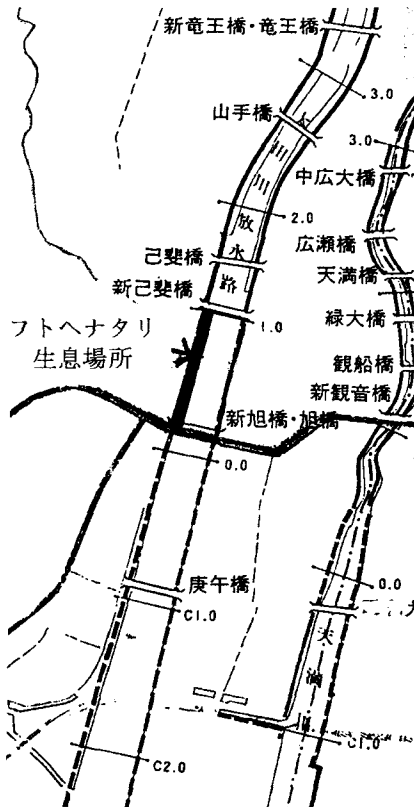 新竜王橋・竜王橋
3.0
山手橋
3.0
太田川放水路
中広大橋
2.0
己斐橋
広瀬橋
新己斐橋
天満橋
1.0
緑大橋
フトヘナタリ
生息場所
観船橋
新観音橋
新旭橋・旭橋
0.0
庚午橋
0.0
C1.0
天満川
C1.0
C2.0